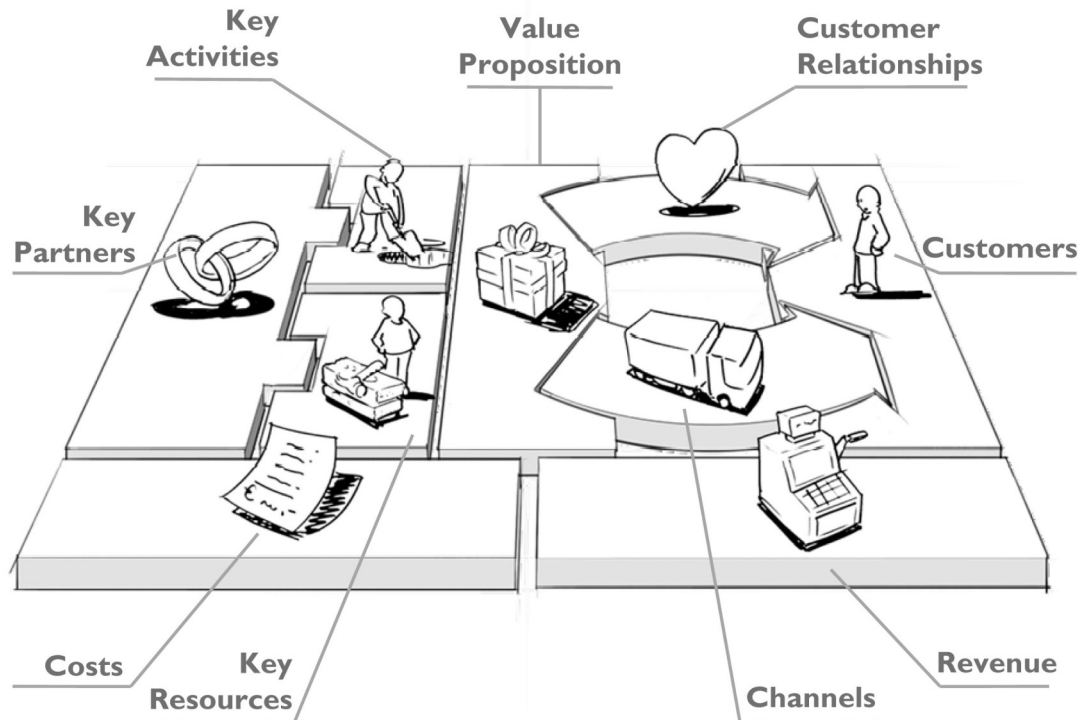 Key
Activities
Value
Proposition
Customer
Relationships
Key
Partners
Customers
Costs
Key
Resources
Channels
Revenue